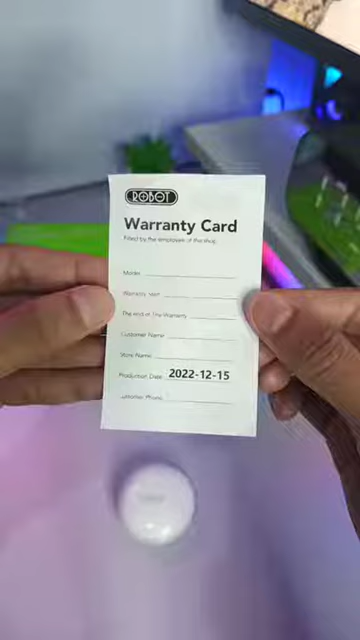 ROBOT
Warranty Card
Filled by the employee of the shop
Model
Warranty
The end of The Warranty
Customer Name
Store Name
Production Date 2022-12-15
Customer Phone